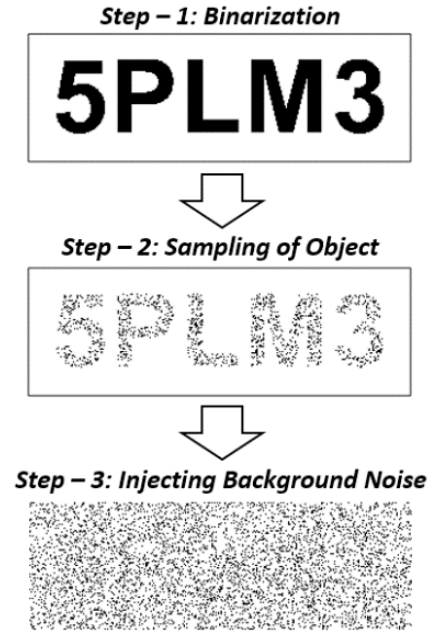 Step – 1: Binarization
5PLM3
Step – 2: Sampling of Object
5PLM3
Step – 3: Injecting Background Noise